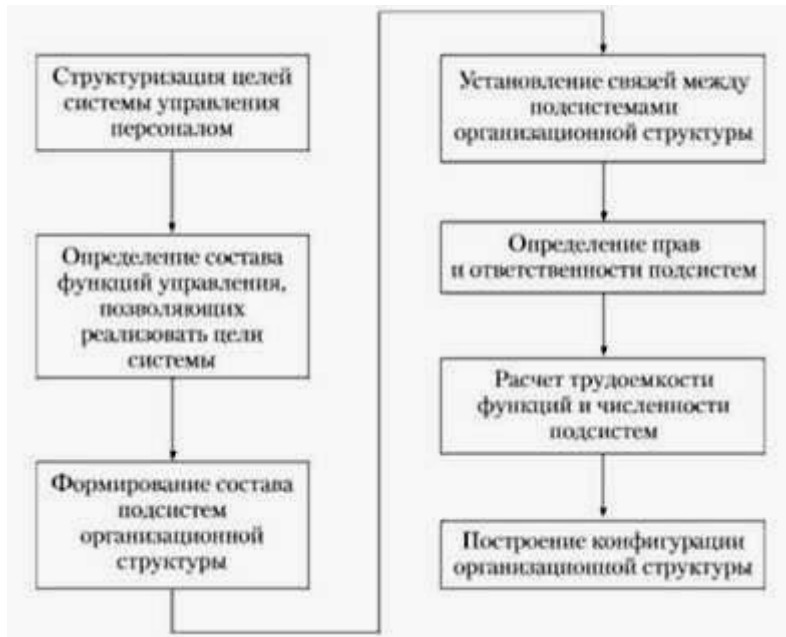 Структуризация целей
системы управления
персоналом
Определение состава
функций управления,
позволяющих
реализовать цели
системы
Формирование состава
подсистем
организационной
структуры
Установление связей между
подсистемами
организационной структуры
Определение прав
и ответственности подсистем
Расчет трудоемкости
функций и численности
подсистем
Построение конфигурации
организационной структуры